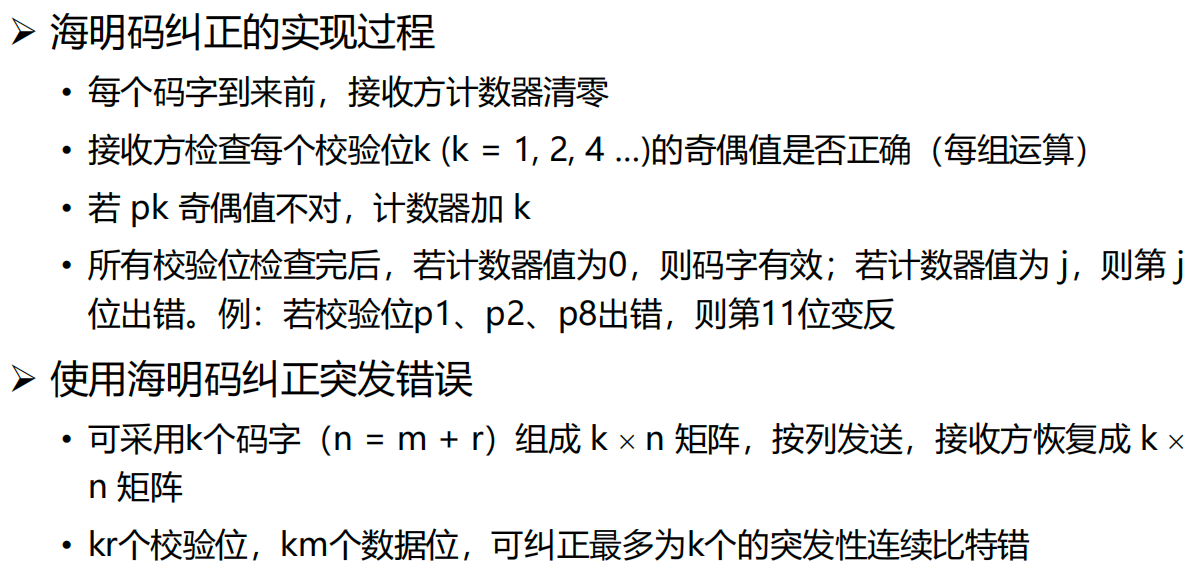 ➢ 海明码纠正的实现过程
• 每个码字到来前，接收方计数器清零
• 接收方检查每个校验位k (k = 1, 2, 4 …)的奇偶值是否正确（每组运算）
• 若 pk 奇偶值不对，计数器加 k
• 所有校验位检查完后，若计数器值为0，则码字有效；若计数器值为 j，则第 j
位出错。例：若校验位p1、p2、p8出错，则第11位变反
➢ 使用海明码纠正突发错误
• 可采用k个码字（n = m + r）组成 k × n 矩阵，按列发送，接收方恢复成 k ×
n 矩阵
• kr个校验位，km个数据位，可纠正最多为k个的突发性连续比特错